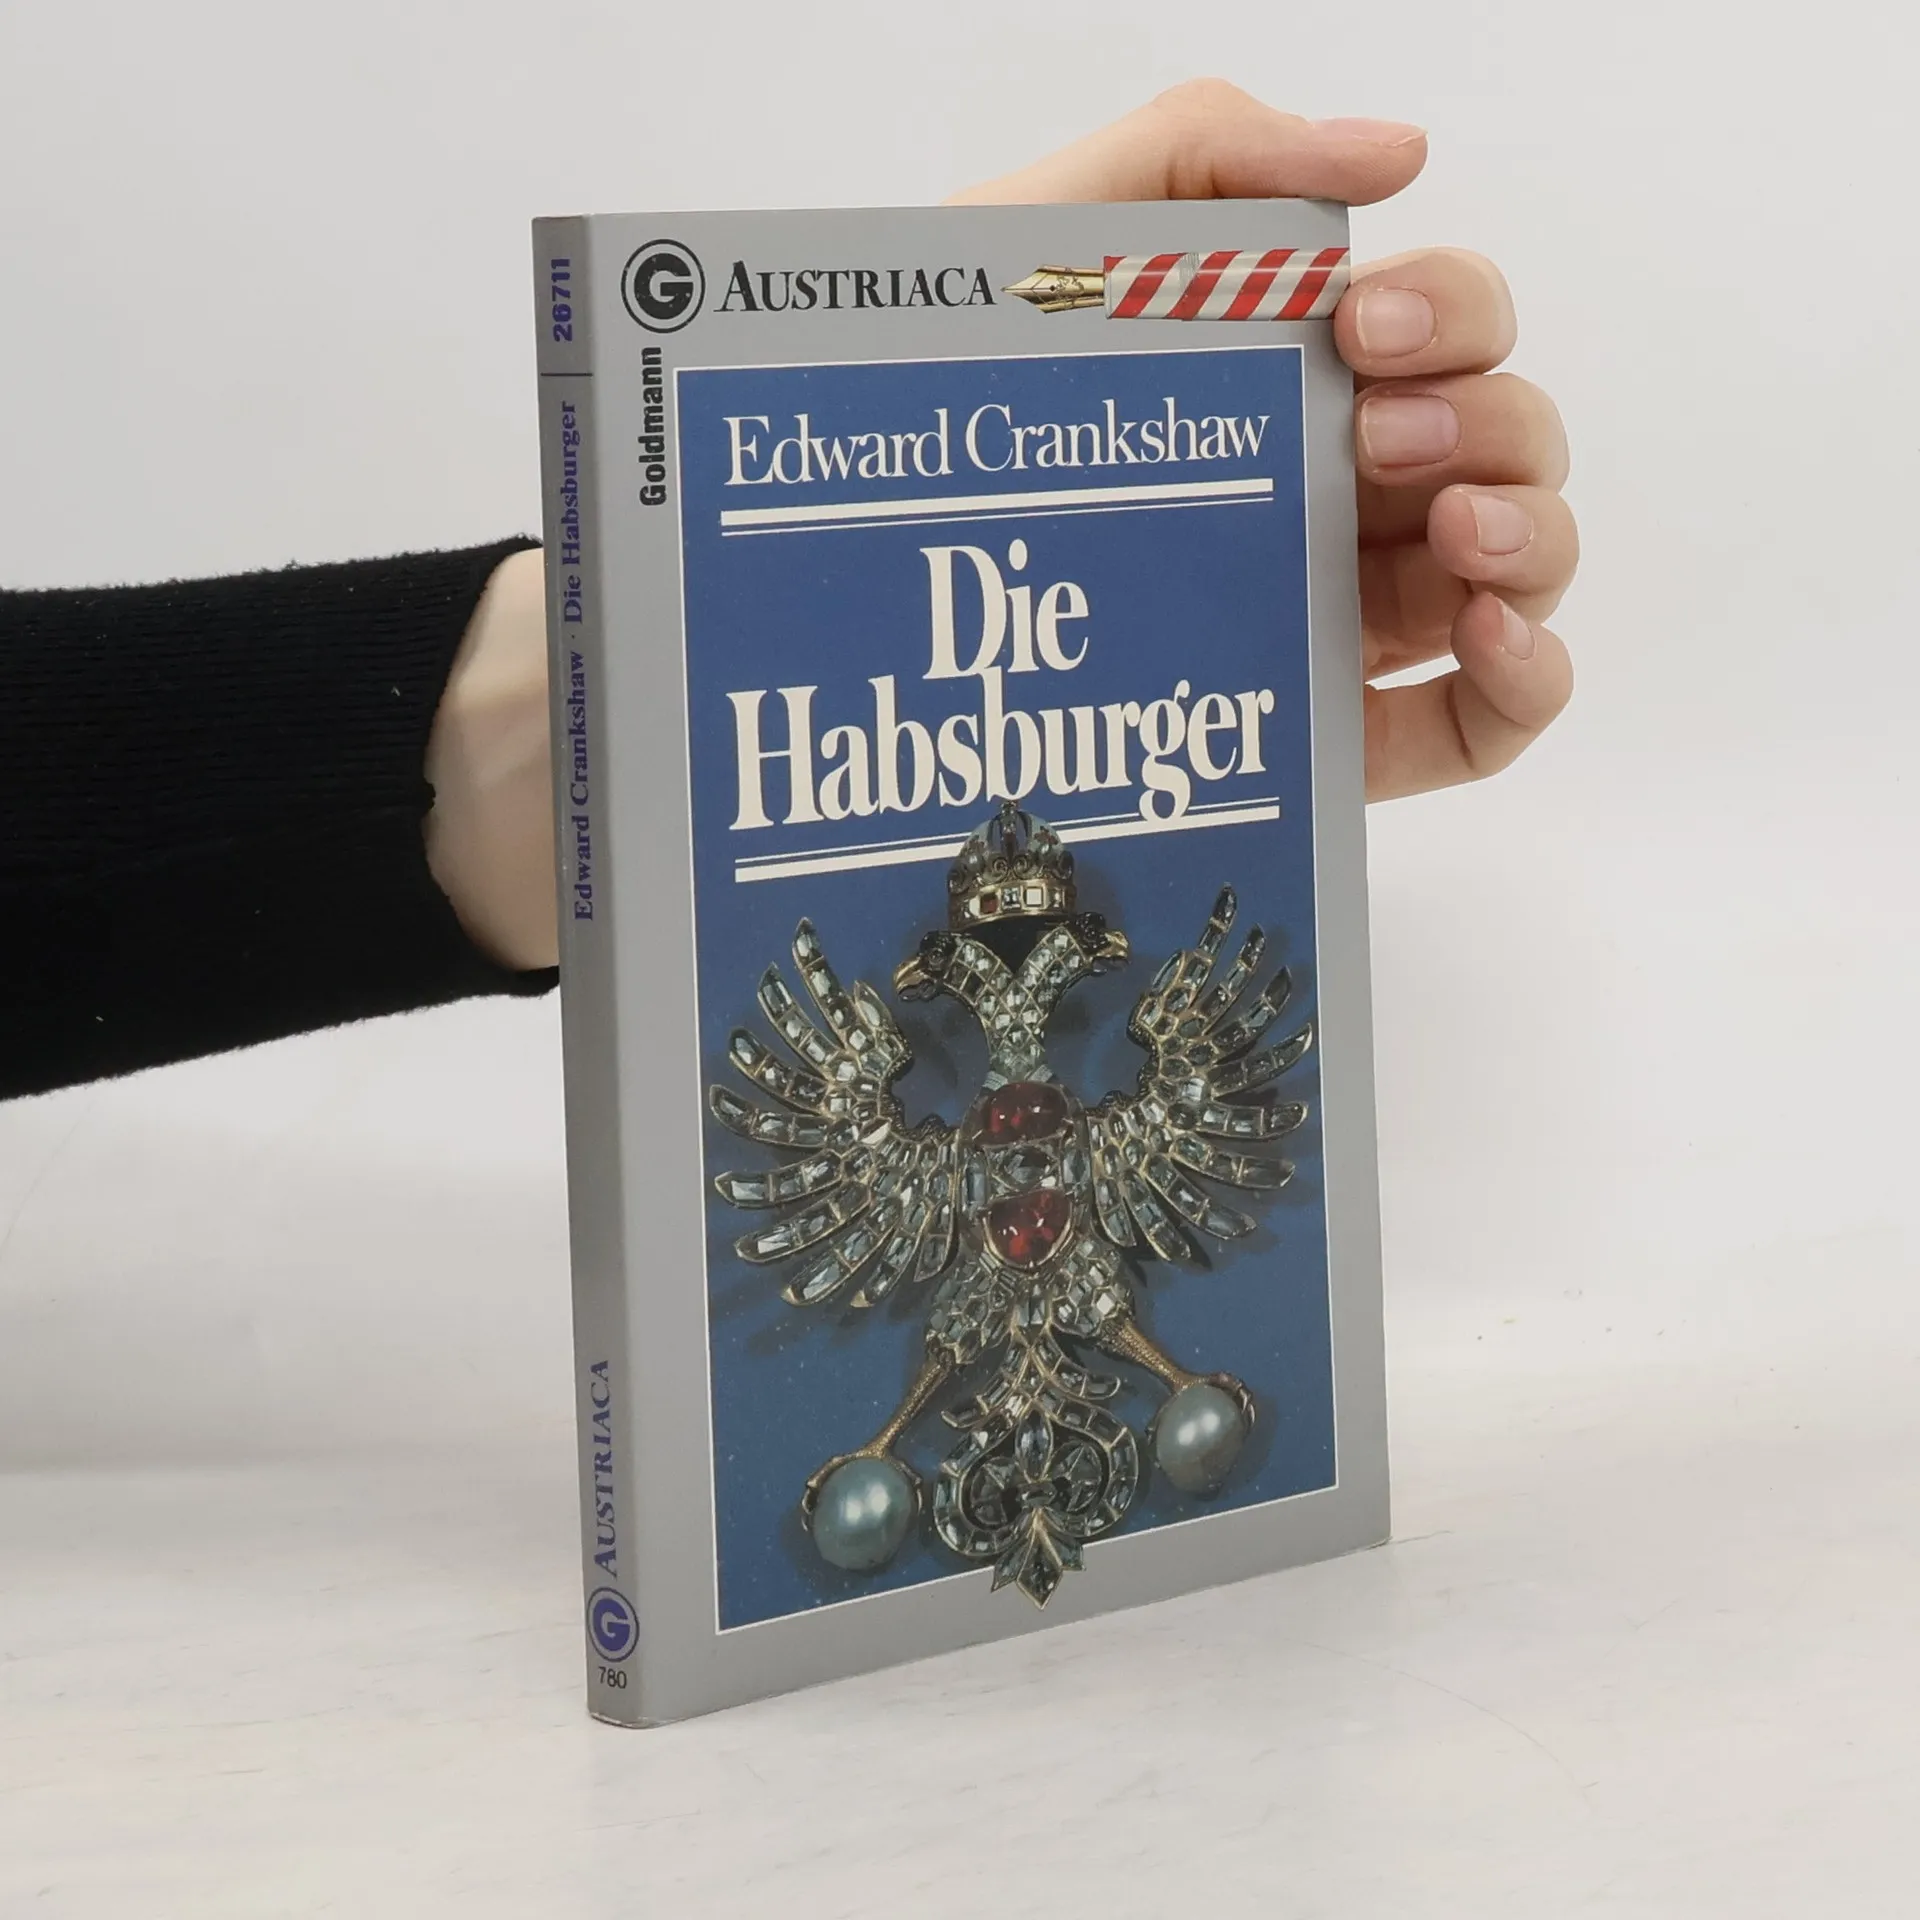 G AUSTRIACA
Goldmann
Edward Crankshaw
Die
Habsburger
26711
Edward Crankshaw · Die Habsburger
G AUSTRIACA
780